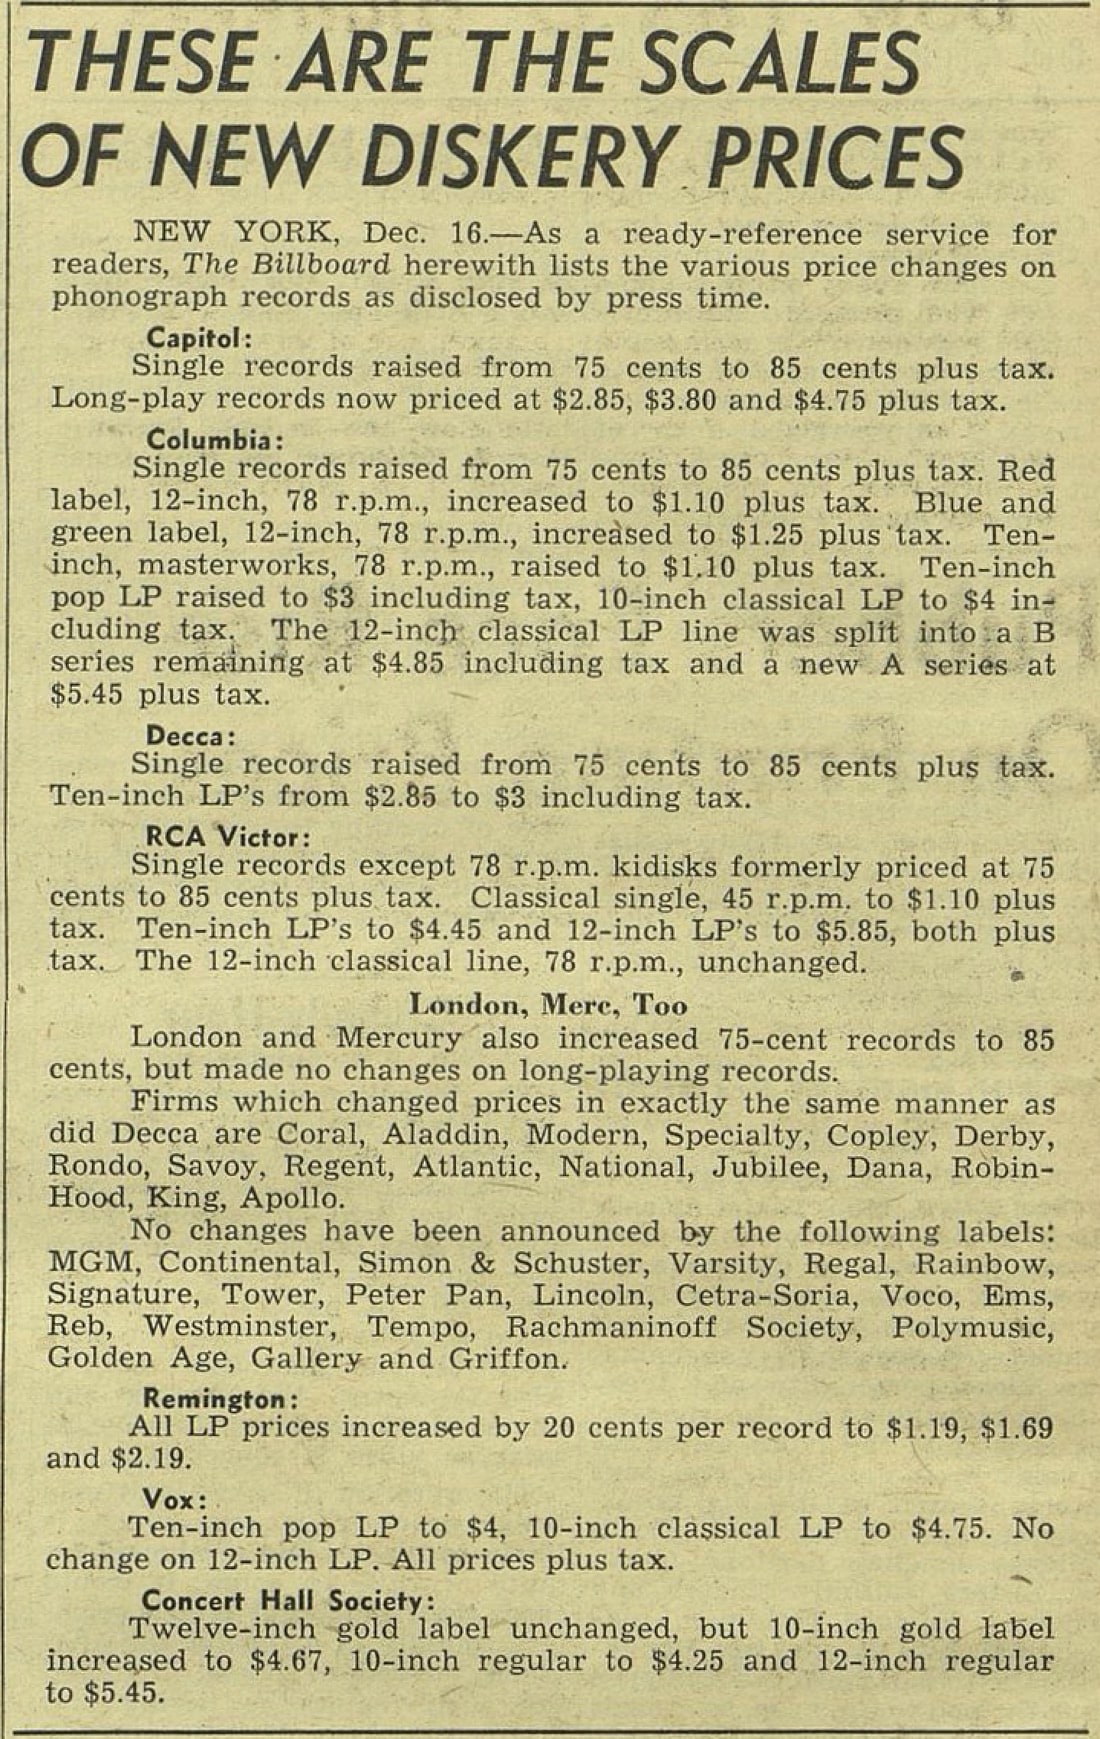 THESE ARE THE SCALES
OF NEW DISKERY PRICES
NEW YORK, Dec. 16.—As a ready-reference service for
readers, The Billboard herewith lists the various price changes on
phonograph records as disclosed by press time.
Capitol:
Single records raised from 75 cents to 85 cents plus tax.
Long-play records now priced at $2.85, $3.80 and $4.75 plus tax.
Columbia:
Single records raised from 75 cents to 85 cents plus tax. Red
label, 12-inch, 78 r.p.m., increased to $1.10 plus tax. Blue and
green label, 12-inch, 78 r.p.m., increased to $1.25 plus tax. Ten-
inch, masterworks, 78 r.p.m., raised to $1.10 plus tax. Ten-inch
pop LP raised to $3 including tax, 10-inch classical LP to $4 in-
cluding tax. The 12-inch classical LP line was split into a B
series remaining at $4.85 including tax and a new A series at
$5.45 plus tax.
Decca:
Single records raised from 75 cents to 85 cents plus tax.
Ten-inch LP's from $2.85 to $3 including tax.
RCA Victor:
Single records except 78 r.p.m. kidisks formerly priced at 75
cents to 85 cents plus tax. Classical single, 45 r.p.m. to $1.10 plus
tax. Ten-inch LP's to $4.45 and 12-inch LP's to $5.85, both plus
tax. The 12-inch classical line, 78 r.p.m., unchanged.
London, Merc, Too
London and Mercury also increased 75-cent records to 85
cents, but made no changes on long-playing records.
Firms which changed prices in exactly the same manner as
did Decca are Coral, Aladdin, Modern, Specialty, Copley, Derby,
Rondo, Savoy, Regent, Atlantic, National, Jubilee, Dana, Robin-
Hood, King, Apollo.
No changes have been announced by the following labels:
MGM, Continental, Simon & Schuster, Varsity, Regal, Rainbow,
Signature, Tower, Peter Pan, Lincoln, Cetra-Soria, Voco, Ems,
Reb, Westminster, Tempo, Rachmaninoff Society, Polymusic,
Golden Age, Gallery and Griffon.
Remington:
All LP prices increased by 20 cents per record to $1.19, $1.69
and $2.19.
Vox:
Ten-inch pop LP to $4, 10-inch classical LP to $4.75. No
change on 12-inch LP. All prices plus tax.
Concert Hall Society:
Twelve-inch gold label unchanged, but 10-inch gold label
increased to $4.67, 10-inch regular to $4.25 and 12-inch regular
to $5.45.